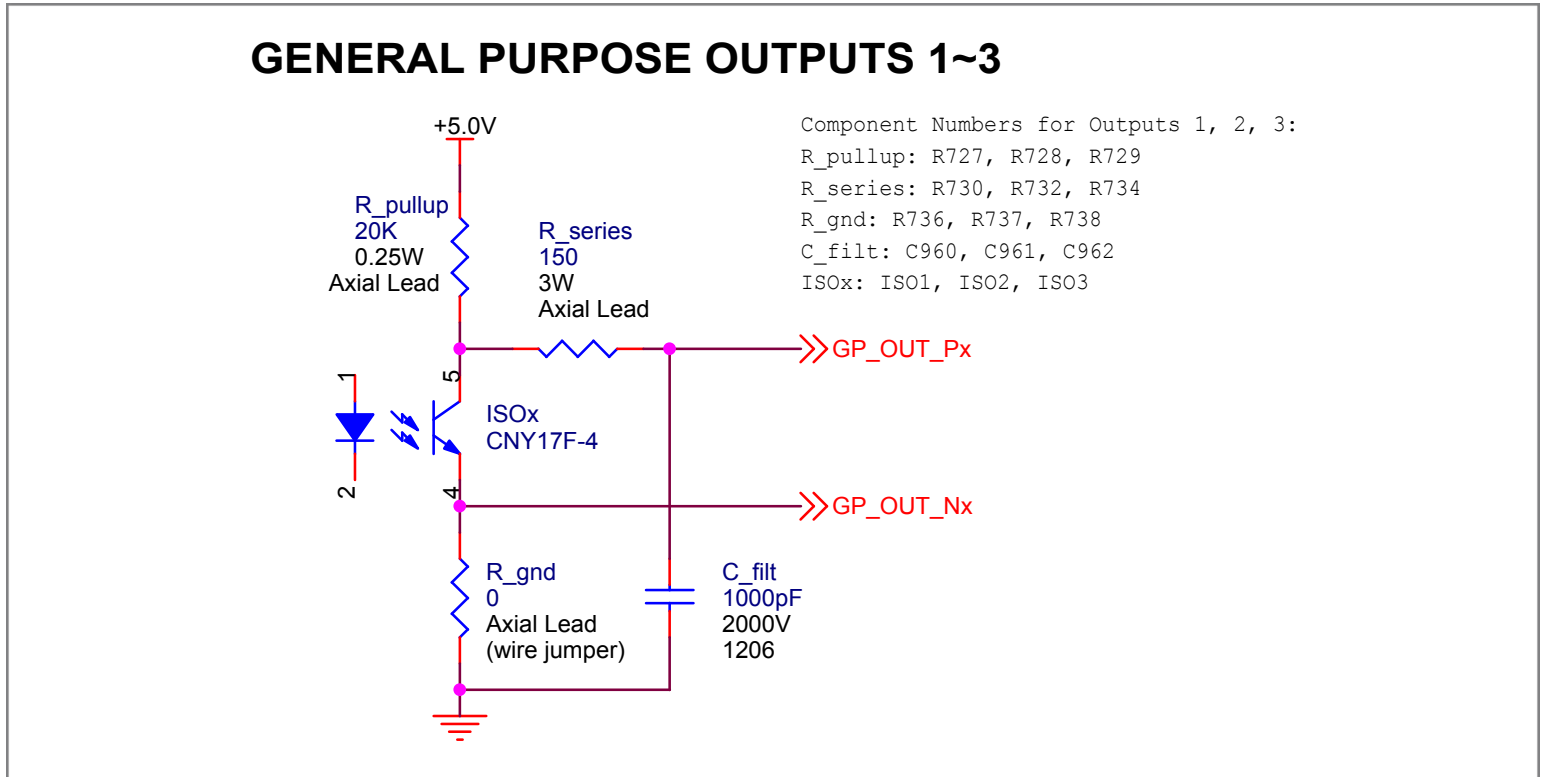 GENERAL PURPOSE OUTPUTS 1~3
+5.0V
Component Numbers for Outputs 1, 2, 3:
R_pullup: R727, R728, R729
R_series: R730, R732, R734
R_gnd: R736, R737, R738
C_filt: C960, C961, C962
ISOx: ISO1, ISO2, ISO3
R_pullup
20K
0.25W
Axial Lead
R_series
150
3W
Axial Lead
GP_OUT_Px
1
5
ISOx
CNY17F-4
2
4
GP_OUT_Nx
R_gnd
0
Axial Lead
(wire jumper)
C_filt
1000pF
2000V
1206